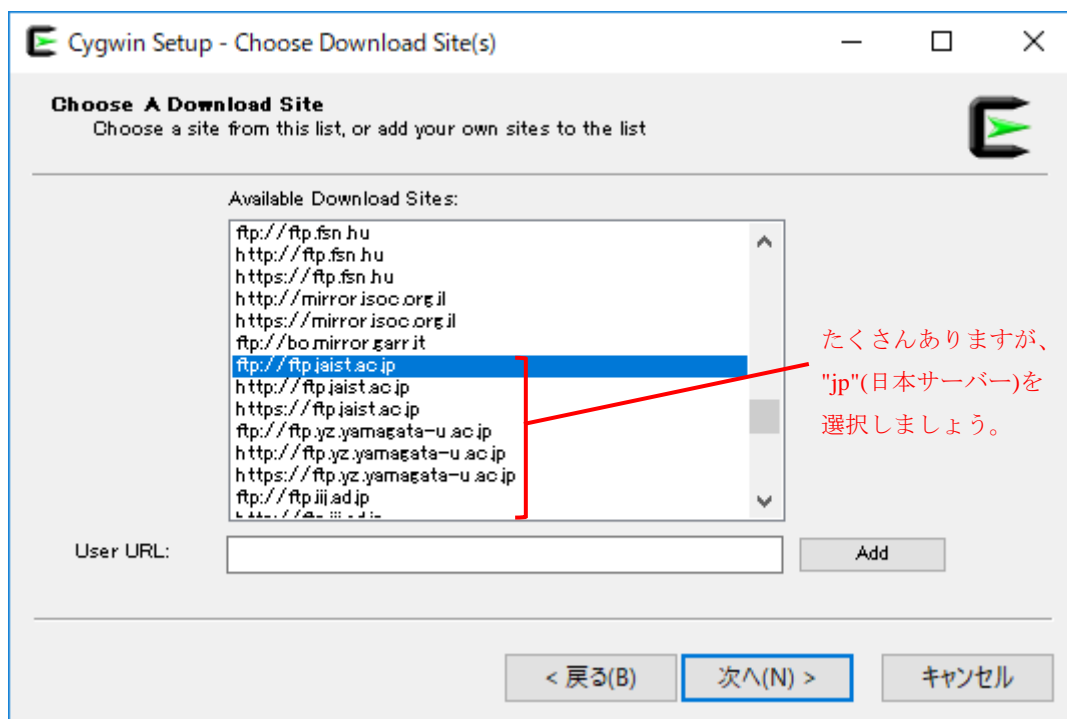 Cygwin Setup - Choose Download Site(s)
Choose A Download Site
Choose a site from this list, or add your own sites to the list
Available Download Sites:
ftp://ftp.fsn.hu
http://ftp.fsn.hu
https://ftp.fsn.hu
http://mirror.isoc.org.il
https://mirror.isoc.org.il
ftp://bo.mirror.garr.it
ftp://ftp.jaist.ac.jp
http://ftp.jaist.ac.jp
https://ftp.jaist.ac.jp
ftp://ftp.yz.yamagata-u.ac.jp
http://ftp.yz.yamagata-u.ac.jp
https://ftp.yz.yamagata-u.ac.jp
ftp://ftp.iij.ad.jp
たくさんありますが、
"jp"(日本サーバー)を
選択しましょう。
User URL:
Add
< 戻る(B)
次へ(N) >
キャンセル